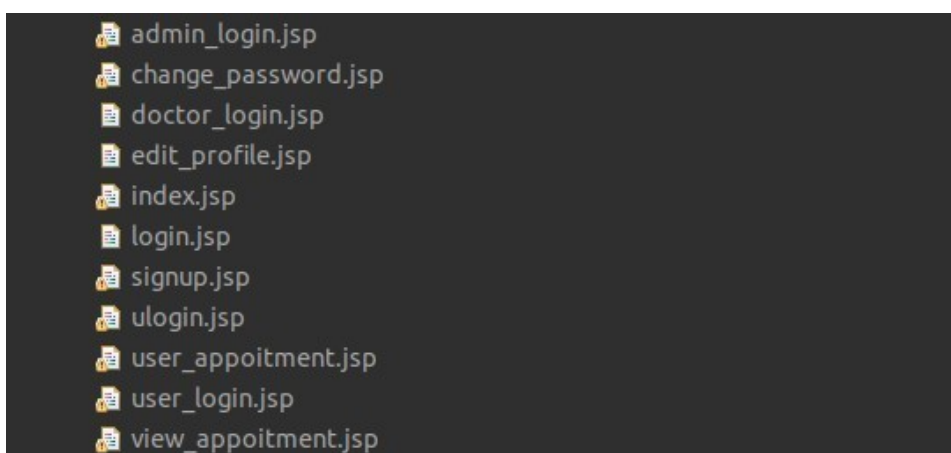 admin_login.jsp
change_password.jsp
doctor_login.jsp
edit_profile.jsp
index.jsp
login.jsp
signup.jsp
ulogin.jsp
user_appoitment.jsp
user_login.jsp
view_appoitment.jsp